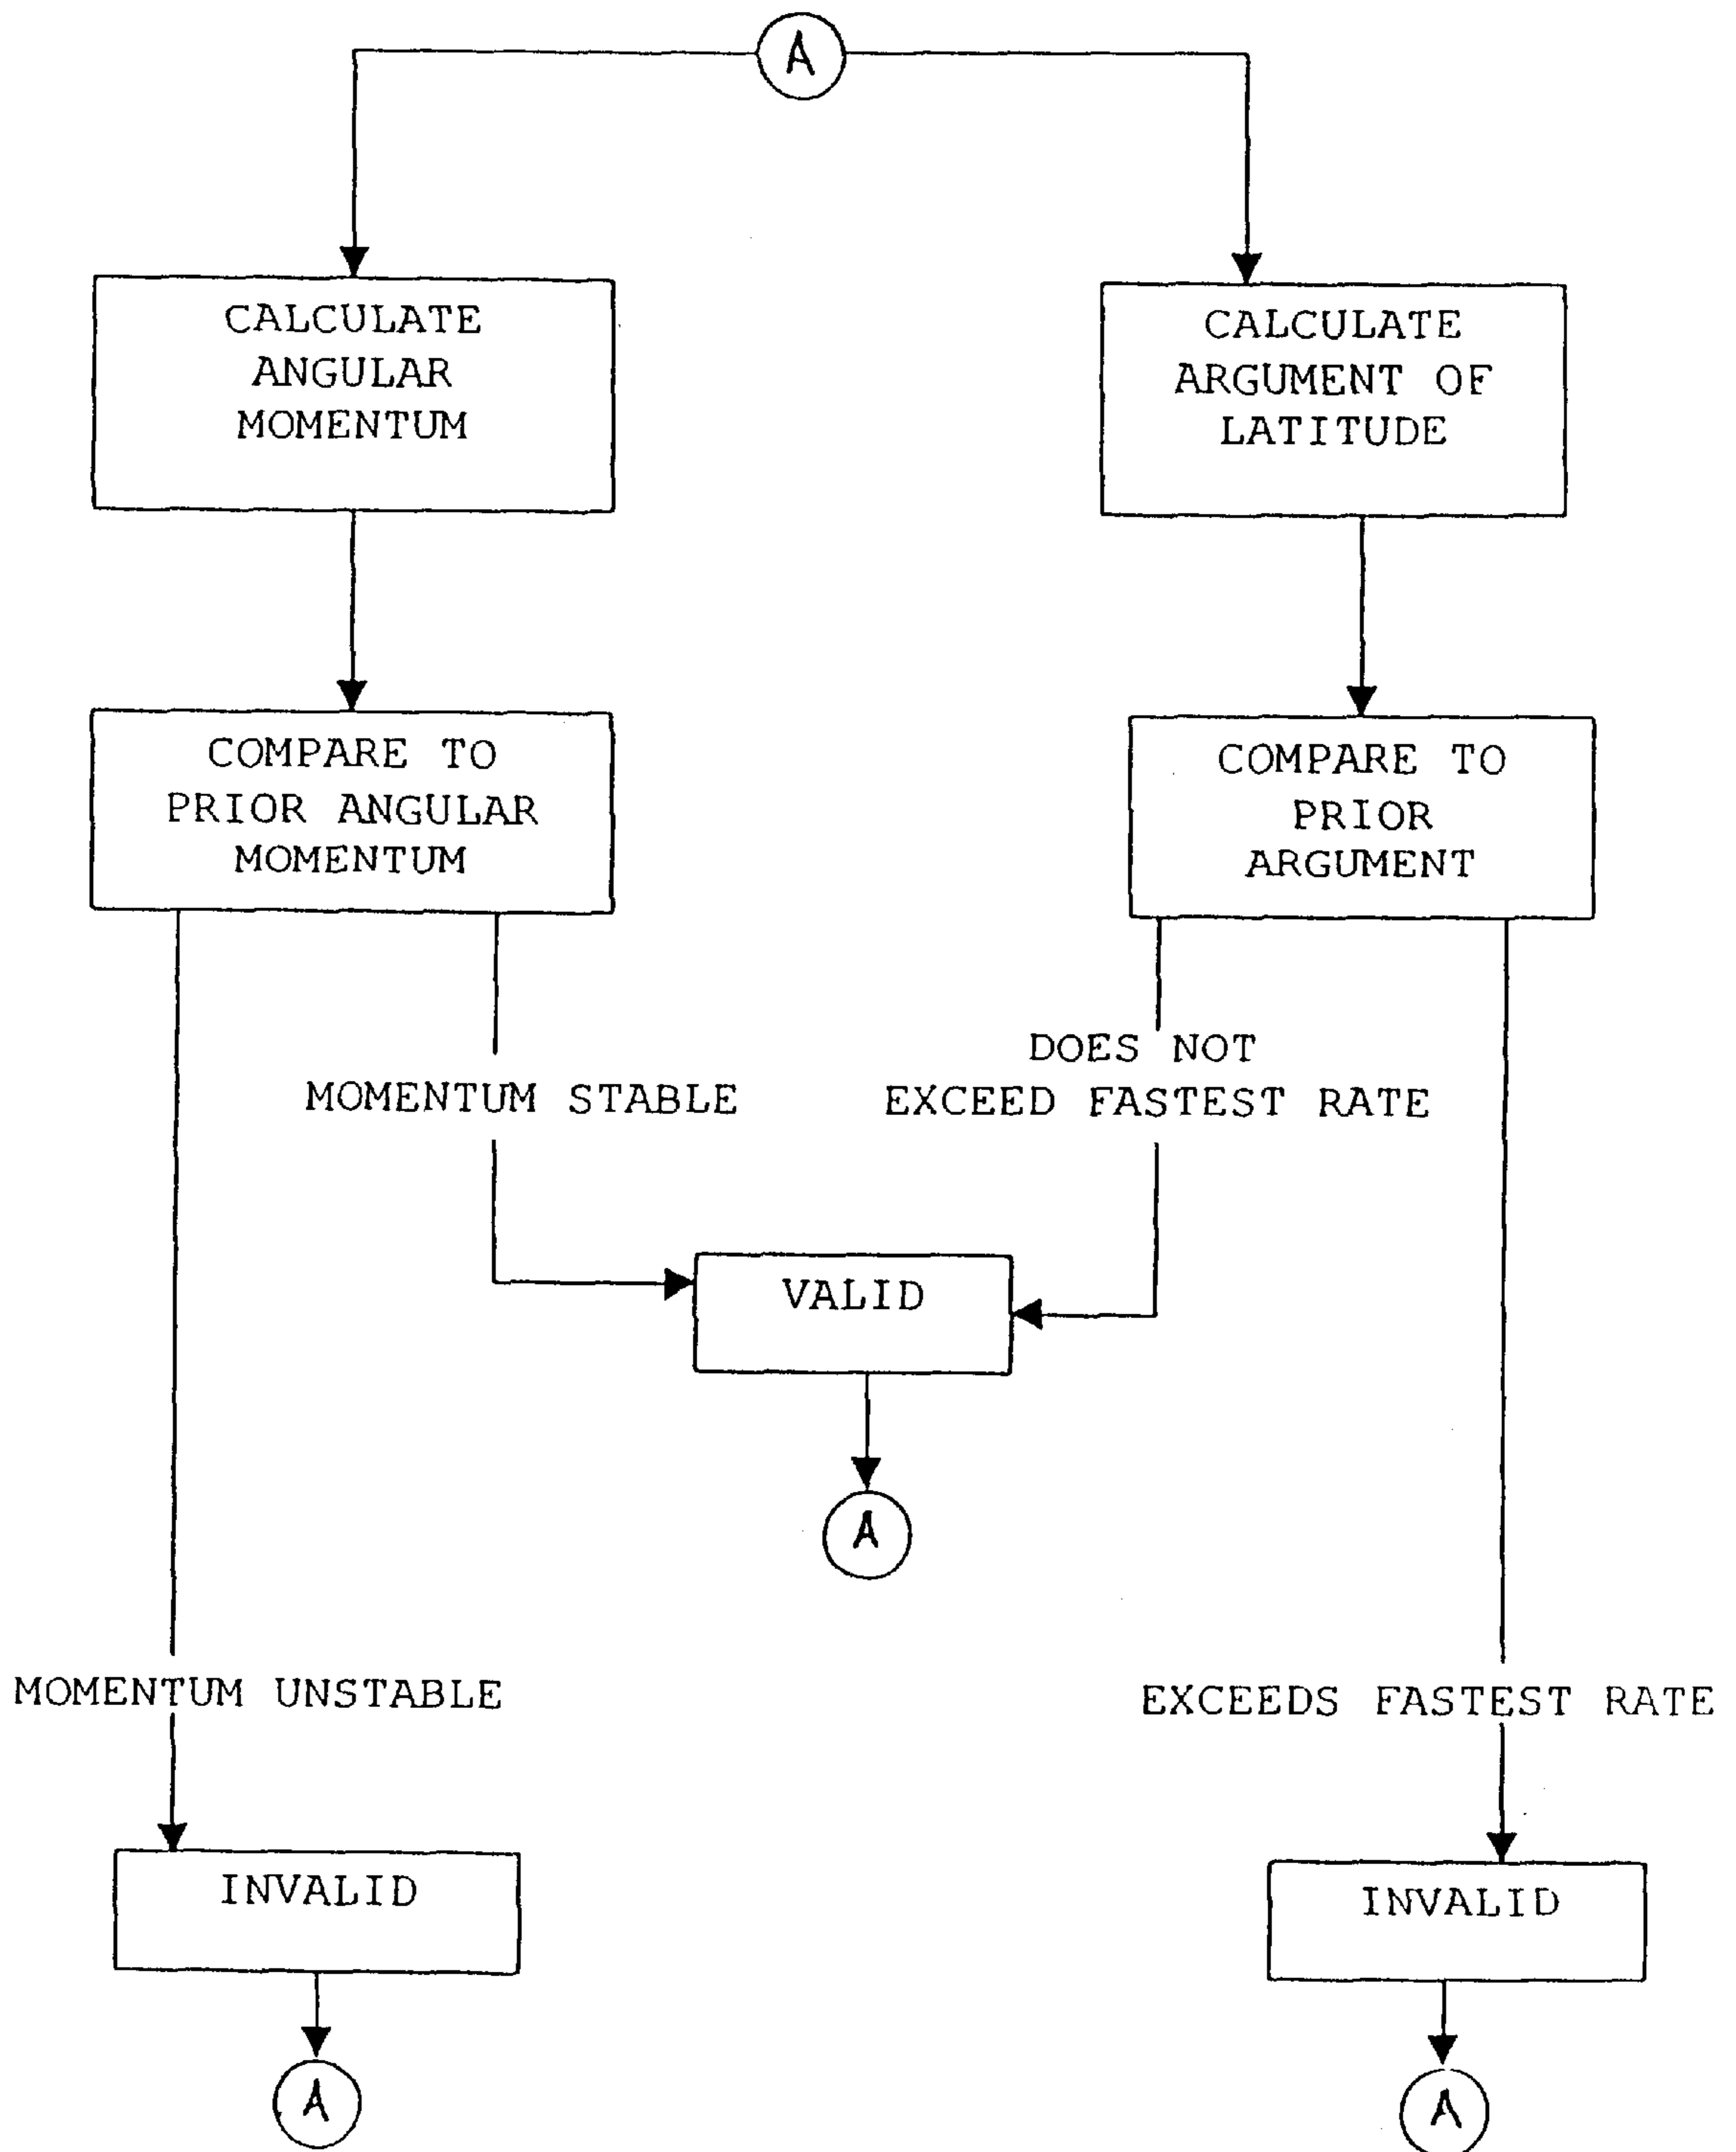 A
CALCULATE
ANGULAR
MOMENTUM
CALCULATE
ARGUMENT OF
LATITUDE
COMPARE TO
PRIOR ANGULAR
MOMENTUM
COMPARE TO
PRIOR
ARGUMENT
MOMENTUM STABLE
DOES NOT
EXCEED FASTEST RATE
VALID
A
MOMENTUM UNSTABLE
EXCEEDS FASTEST RATE
INVALID
INVALID
A
A